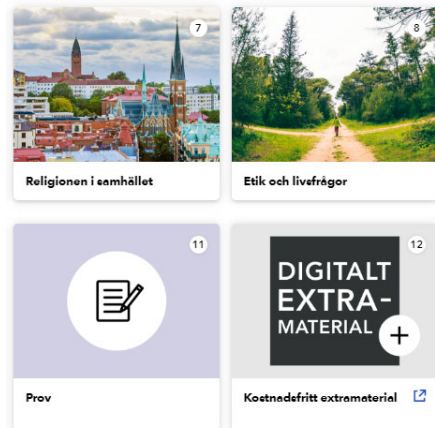 7
8
Religionen i samhället
Etik och livsfrågor
11
12
DIGITALT
EXTRA-
MATERIAL
Prov
Kostnadsfritt extramaterial